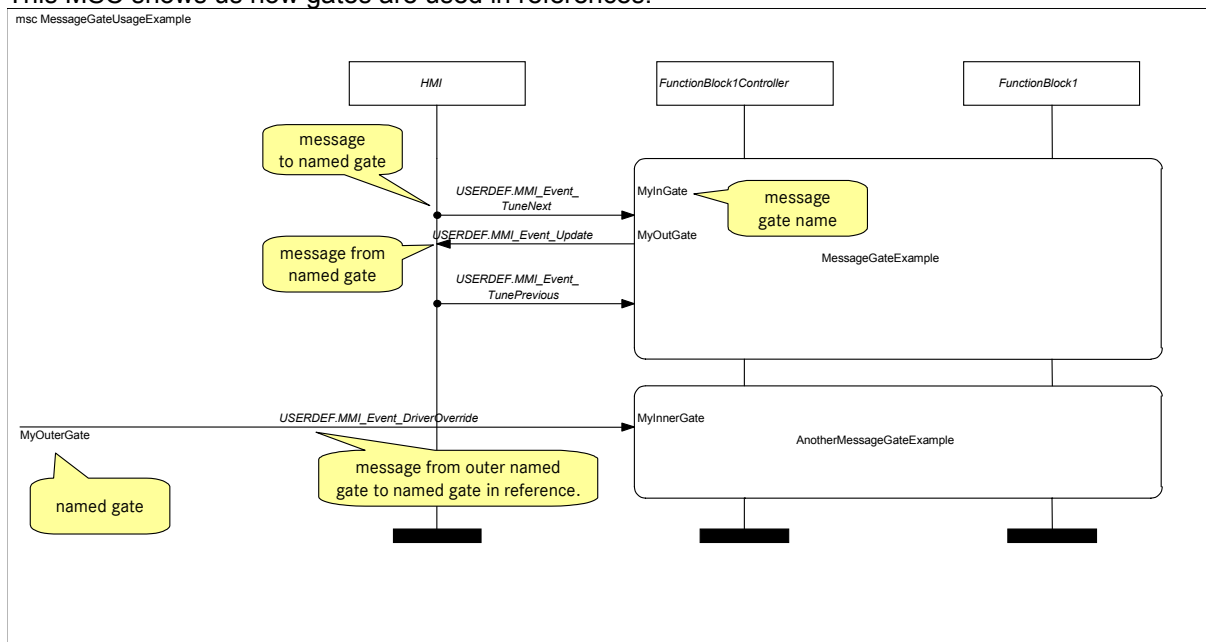 This MSC shows us how gates are used in references.
msc MessageGateUsageExample
HMI
FunctionBlock1Controller
FunctionBlock1
message
to named gate
USERDEF.MMI_Event_
TuneNext
MyInGate
message
gate name
USERDEF.MMI_Event_Update
MyOutGate
message from
named gate
MessageGateExample
USERDEF.MMI_Event_
TunePrevious
USERDEF.MMI_Event_DriverOverride
MyInnerGate
MyOuterGate
AnotherMessageGateExample
message from outer named
gate to named gate in reference.
named gate